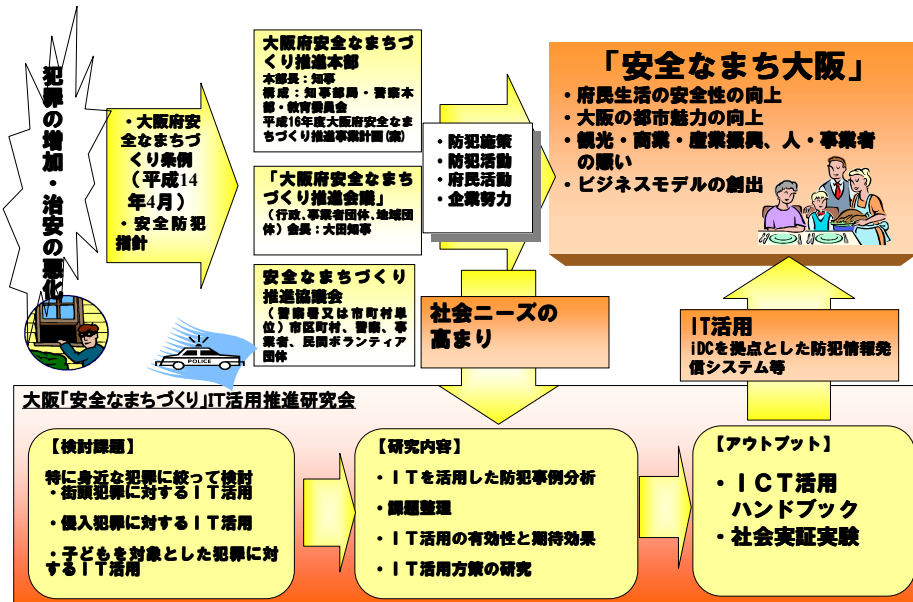 犯罪の増加・治安の悪化
・大阪府安
全なまちづ
くり条例
(平成14
年4月)
・安全防犯
指針
大阪府安全なまちづ
くり推進本部
本部長:知事
構成:知事部局・警察本
部・教育委員会
平成16年度大阪府安全なま
ちづくり推進事業計画(案)
「大阪府安全なまち
づくり推進会議」
(行政、事業者団体、地域団
体)会長:太田知事
安全なまちづくり
推進協議会
(警察署又は市町村単
位)市区町村、警察、事
業者、民間ボランティア
団体
POLICE
・防犯施策
・防犯活動
・府民活動
・企業努力
「安全なまち大阪」
・府民生活の安全性の向上
・大阪の都市魅力の向上
・観光・商業・産業振興、人・事業者
の賑い
・ビジネスモデルの創出
社会ニーズの
高まり
IT活用
iDCを拠点とした防犯情報発
信システム等
大阪「安全なまちづくり」IT活用推進研究会
【検討課題】
特に身近な犯罪に絞って検討
・街頭犯罪に対するIT活用
・侵入犯罪に対するIT活用
・子どもを対象とした犯罪に対
するIT活用
【研究内容】
・ITを活用した防犯事例分析
・課題整理
・IT活用の有効性と期待効果
・IT活用方策の研究
【アウトプット】
・ICT活用
ハンドブック
・社会実証実験